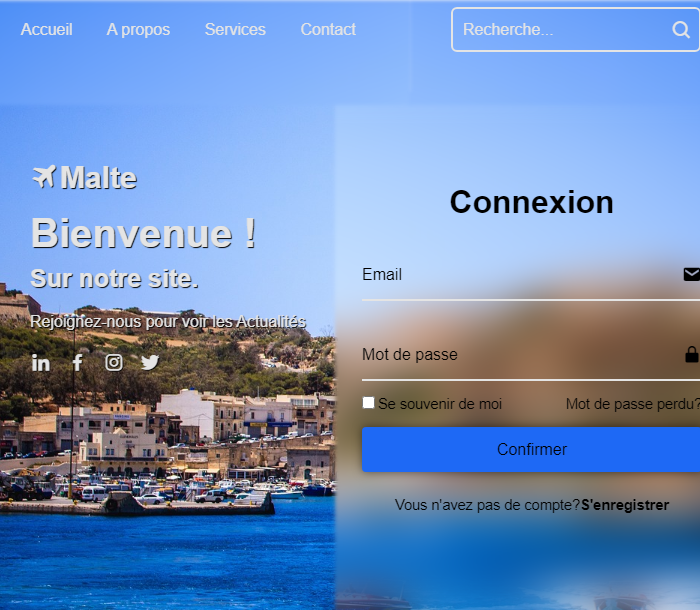 Accueil A propos Services Contact Recherche...
Malte
Bienvenue !
Sur notre site.
Rejoignez-nous pour voir les Actualités
Connexion
Email
Mot de passe
Se souvenir de moi Mot de passe perdu?
Confirmer
Vous n'avez pas de compte?S'enregistrer